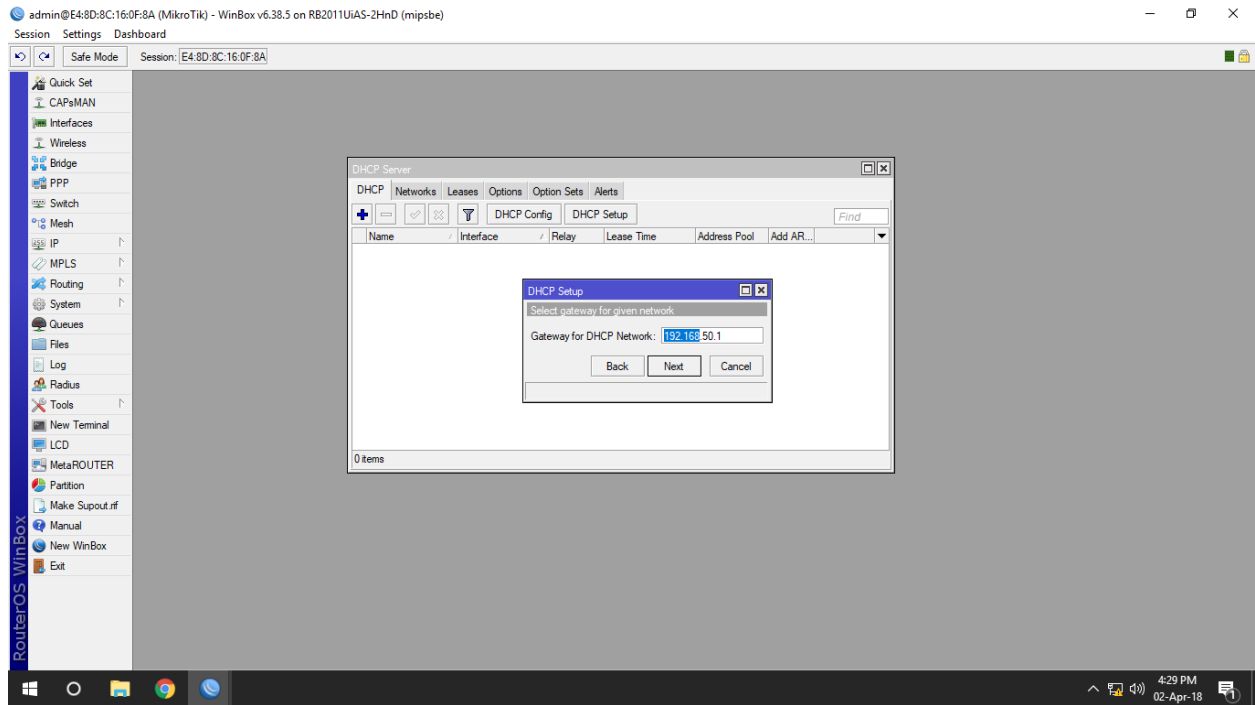 admin@E4:8D:8C:16:0F:8A (MikroTik) - WinBox v6.38.5 on RB2011UiAS-2HnD (mipsbe)
Session Settings Dashboard
Safe Mode Session: E4:8D:8C:16:0F:8A
Quick Set
CAPsMAN
Interfaces
Wireless
Bridge
PPP
Switch
Mesh
IP
MPLS
Routing
System
Queues
Files
Log
Radius
Tools
New Terminal
LCD
MetaROUTER
Partition
Make Supout.rif
Manual
New WinBox
Exit
RouterOS WinBox
DHCP Server
DHCP Networks Leases Options Option Sets Alerts
DHCP Config DHCP Setup Find
Name Interface Relay Lease Time Address Pool Add AR...
DHCP Setup
Select gateway for given network
Gateway for DHCP Network: 192.168.50.1
Back Next Cancel
0 items
4:29 PM
02-Apr-18
1